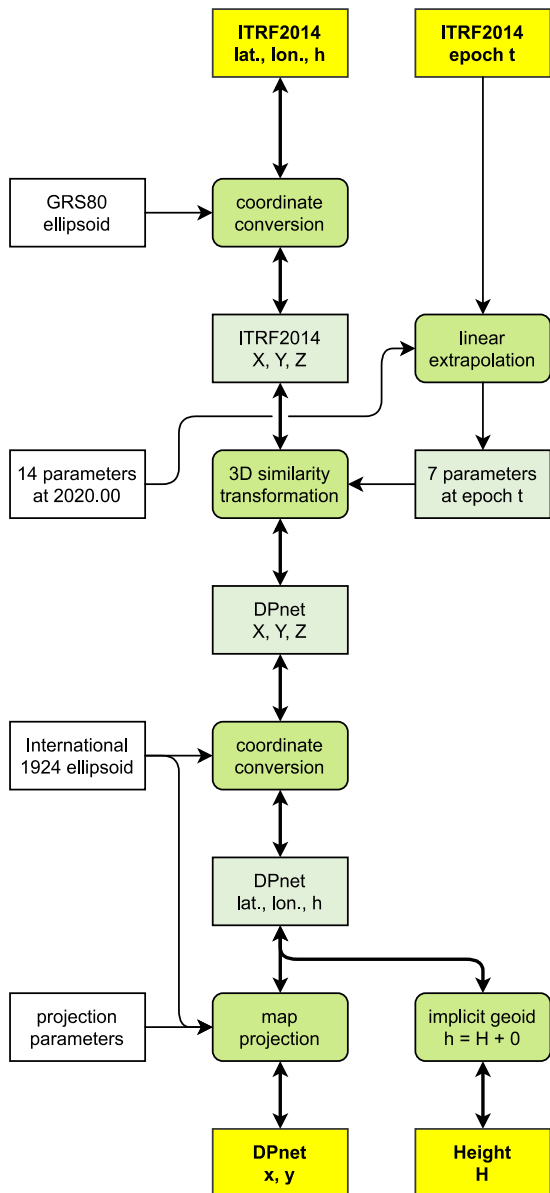 ITRF2014
lat., lon., h
ITRF2014
epoch t
GRS80
ellipsoid
coordinate
conversion
ITRF2014
X, Y, Z
linear
extrapolation
14 parameters
at 2020.00
3D similarity
transformation
7 parameters
at epoch t
DPnet
X, Y, Z
International
1924 ellipsoid
coordinate
conversion
DPnet
lat., lon., h
projection
parameters
map
projection
implicit geoid
h = H + 0
DPnet
x, y
Height
H